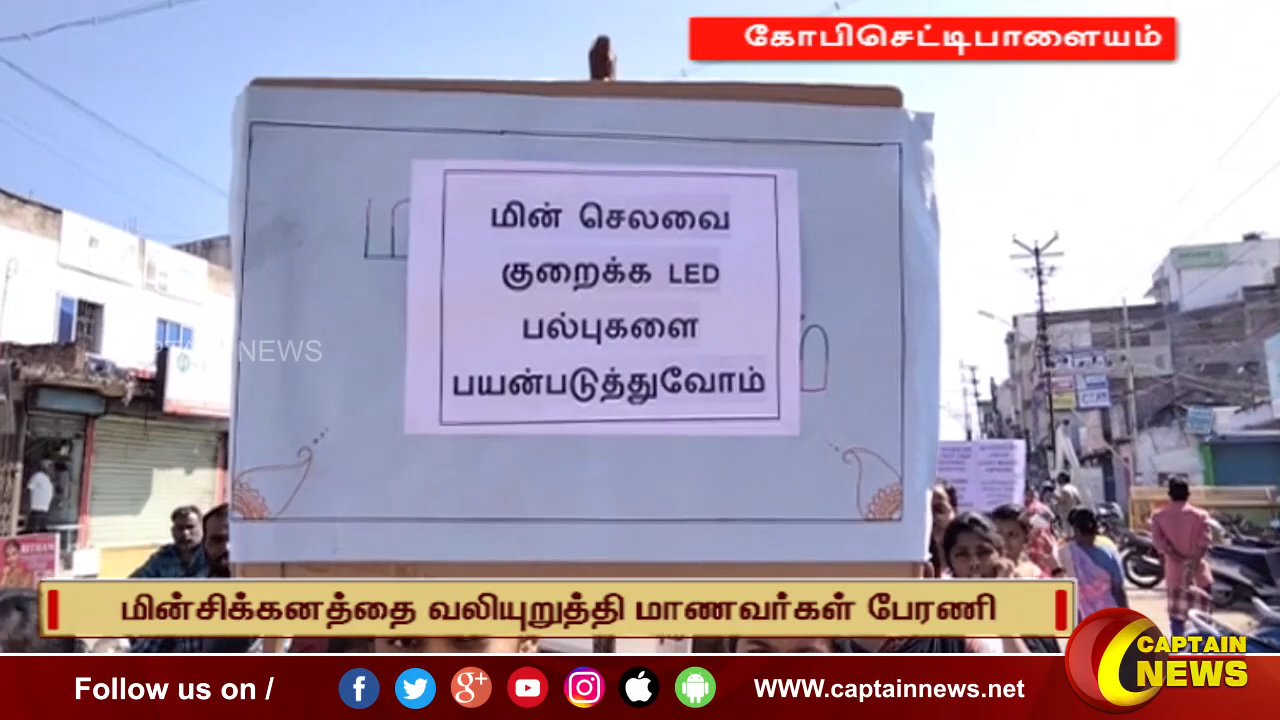 கோபிசெட்டிபாளையம்
மின் செலவை
குறைக்க LED
பல்புகளை
பயன்படுத்துவோம்
NEWS
மின்சிக்கனத்தை வலியுறுத்தி மாணவர்கள் பேரணி
Follow us on /
WWW.captainnews.net
CAPTAIN
NEWS